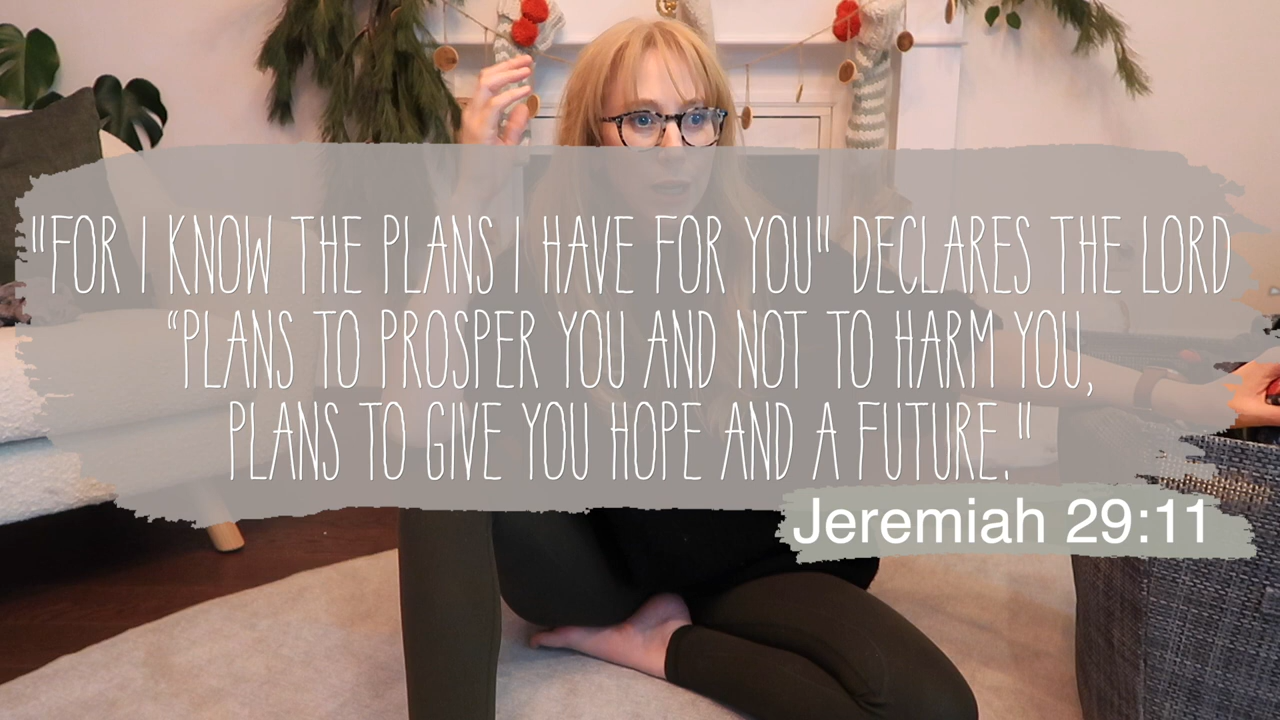 "FOR I KNOW THE PLANS I HAVE FOR YOU" DECLARES THE LORD
“PLANS TO PROSPER YOU AND NOT TO HARM YOU,
PLANS TO GIVE YOU HOPE AND A FUTURE."
Jeremiah 29:11